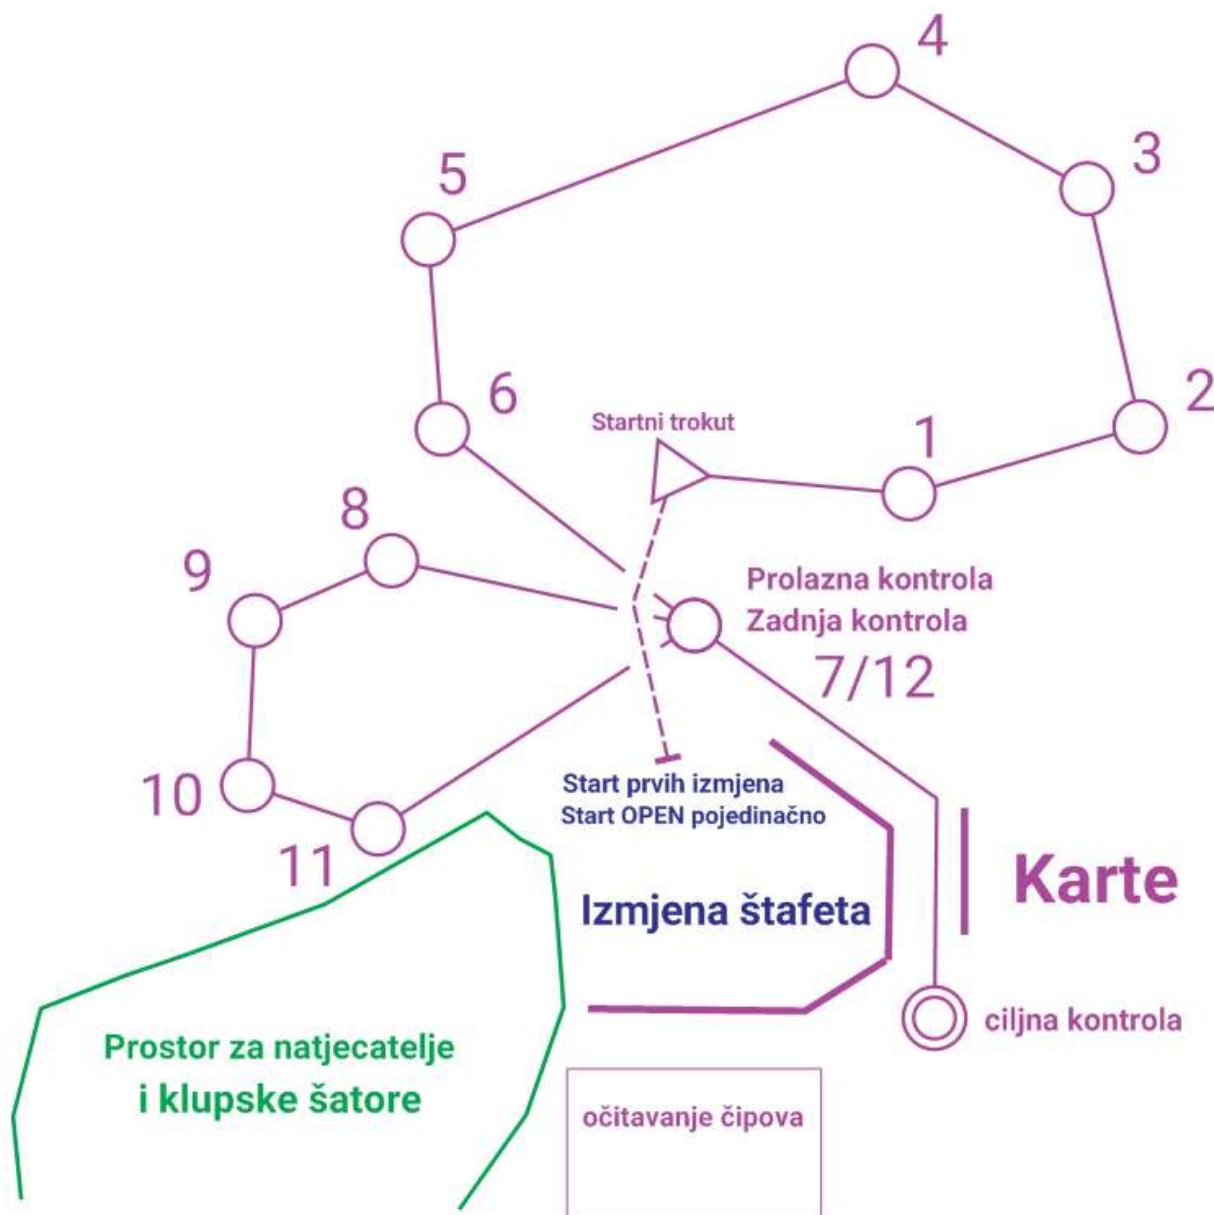 4
3
5
2
6
Startni trokut
1
8
9
Prolazna kontrola
Zadnja kontrola
7/12
10
Start prvih izmjena
Start OPEN pojedinačno
11
Karte
Izmjena štafeta
ciljna kontrola
Prostor za natjecatelje
i klupske šatore
očitavanje čipova